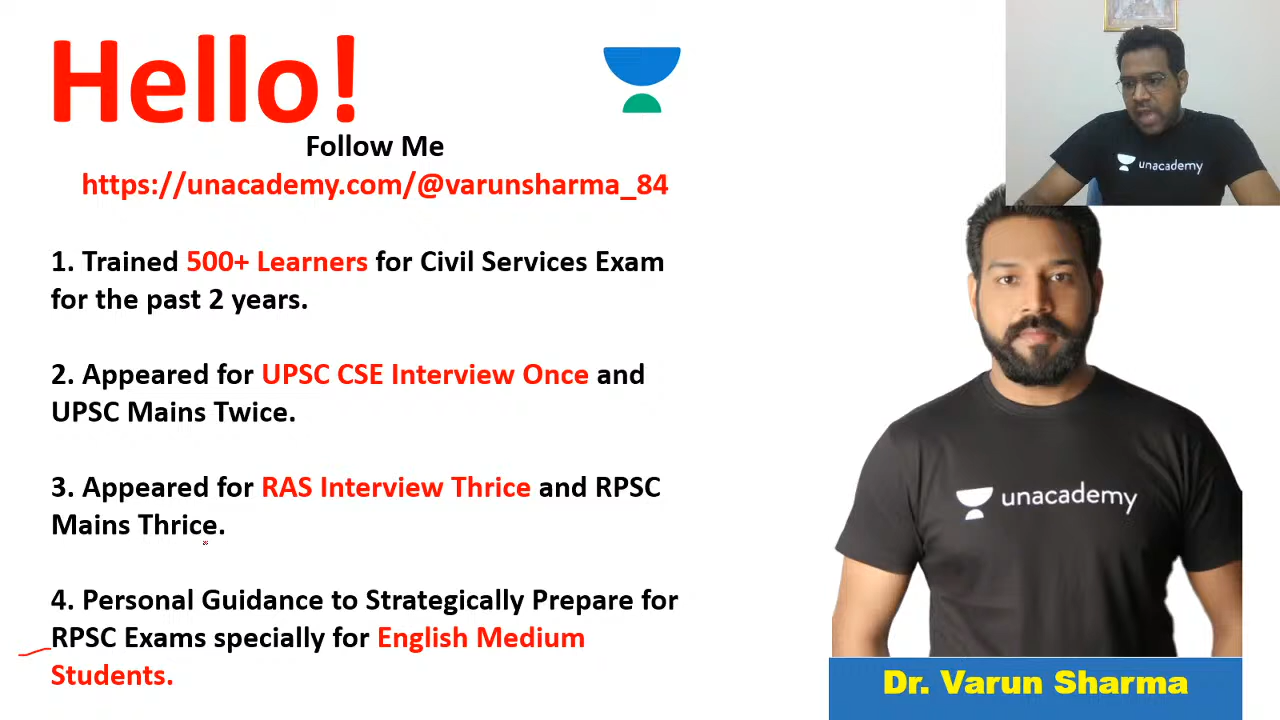 Hello!
Follow Me
https://unacademy.com/@varunsharma_84
1. Trained 500+ Learners for Civil Services Exam
for the past 2 years.
2. Appeared for UPSC CSE Interview Once and
UPSC Mains Twice.
3. Appeared for RAS Interview Thrice and RPSC
Mains Thrice.
4. Personal Guidance to Strategically Prepare for
RPSC Exams specially for English Medium
Students.
unacademy
unacademy
Dr. Varun Sharma